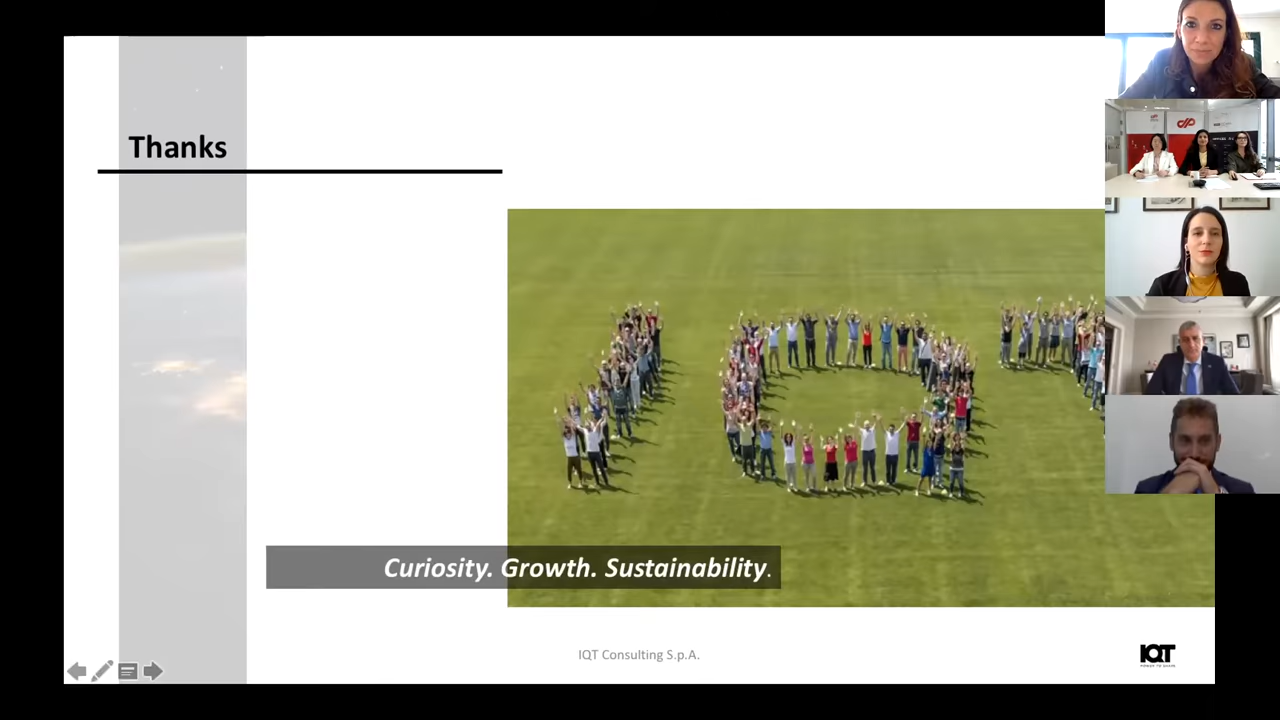 Thanks
Curiosity. Growth. Sustainability.
IQT Consulting S.p.A.
IQT